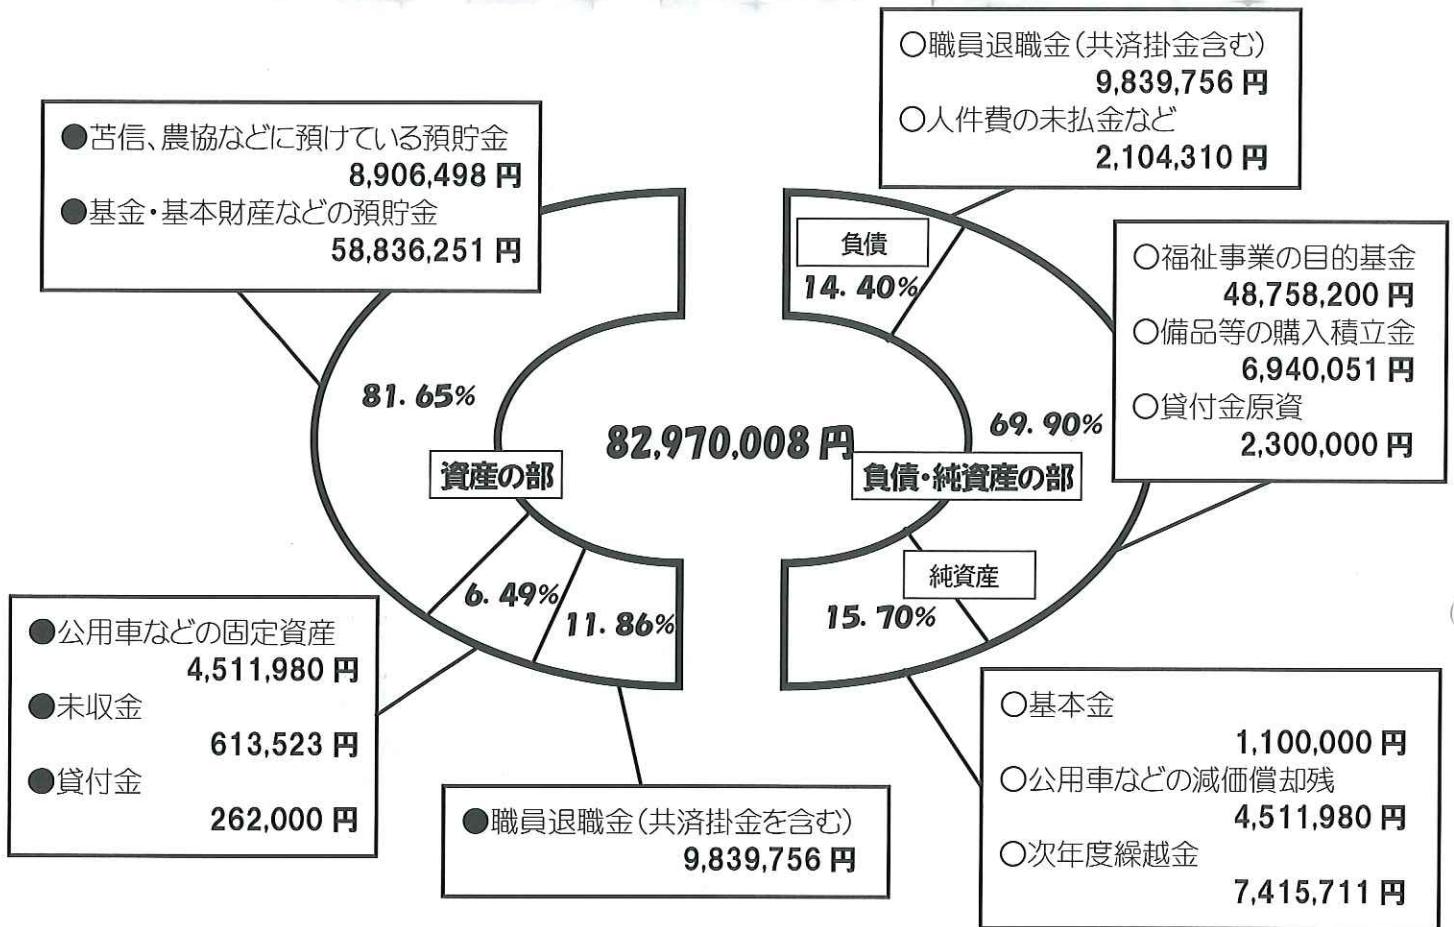 ●苫信、農協などに預けている預貯金
8,906,498 円
●基金・基本財産などの預貯金
58,836,251 円
○職員退職金(共済掛金含む)
9,839,756 円
○人件費の未払金など
2,104,310 円
負債
14.40%
○福祉事業の目的基金
48,758,200 円
○備品等の購入積立金
6,940,051 円
○貸付金原資
2,300,000 円
81.65%
82,970,008 円
69.90%
資産の部
負債・純資産の部
6.49%
11.86%
純資産
15.70%
●公用車などの固定資産
4,511,980 円
●未収金
613,523 円
●貸付金
262,000 円
●職員退職金(共済掛金を含む)
9,839,756 円
○基本金
1,100,000 円
○公用車などの減価償却残
4,511,980 円
○次年度繰越金
7,415,711 円